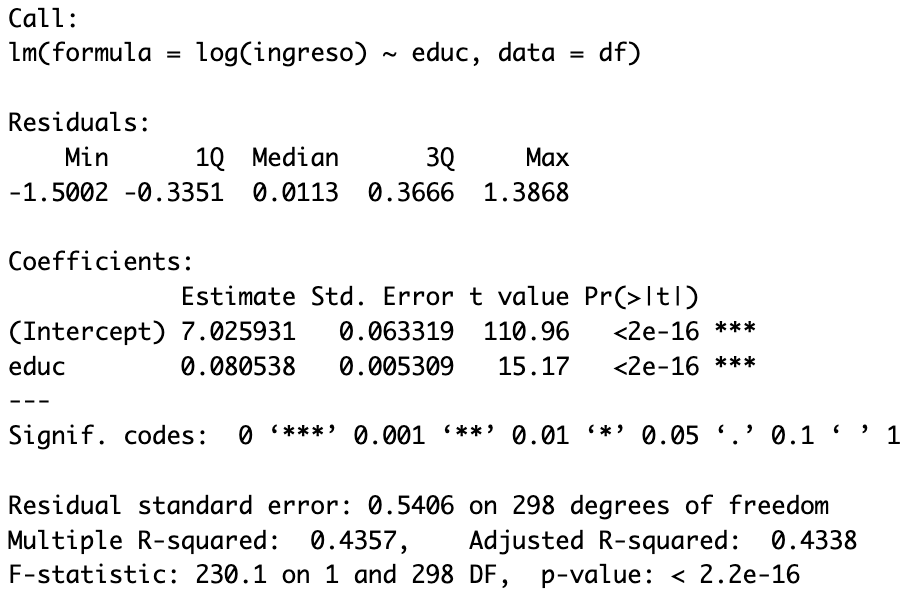 Call:
lm(formula = log(ingreso) ~ educ, data = df)
Residuals:
    Min      1Q  Median      3Q     Max
-1.5002 -0.3351  0.0113  0.3666  1.3868
Coefficients:
            Estimate Std. Error t value Pr(>|t|)
(Intercept) 7.025931   0.063319  110.96   <2e-16 ***
educ        0.080538   0.005309   15.17   <2e-16 ***
---
Signif. codes:  0 ‘***’ 0.001 ‘**’ 0.01 ‘*’ 0.05 ‘.’ 0.1 ‘ ’ 1
Residual standard error: 0.5406 on 298 degrees of freedom
Multiple R-squared:  0.4357,    Adjusted R-squared:  0.4338
F-statistic: 230.1 on 1 and 298 DF,  p-value: < 2.2e-16